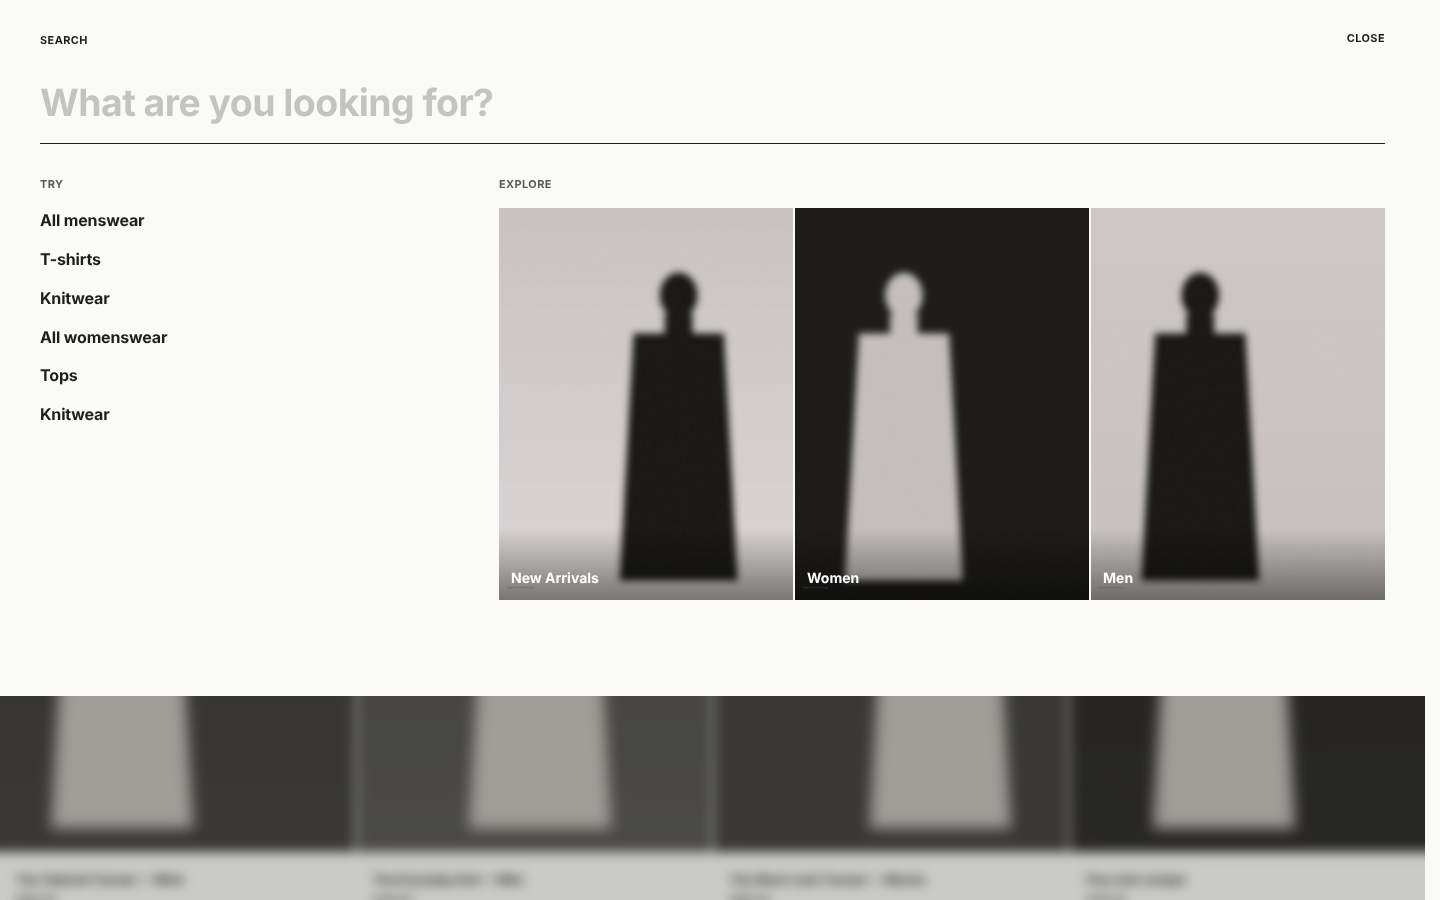 SEARCH
CLOSE
What are you looking for?
TRY
EXPLORE
All menswear
T-shirts
Knitwear
All womenswear
Tops
Knitwear
New Arrivals
Women
Men